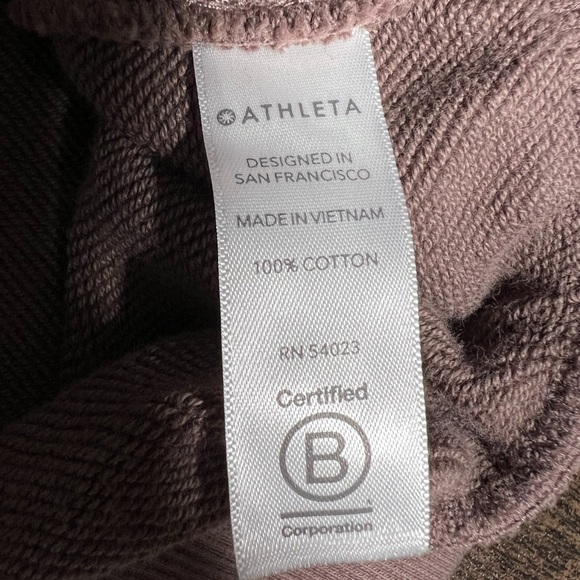 ATHLETA
DESIGNED IN
SAN FRANCISCO
MADE IN VIETNAM
100% COTTON
RN 54023
Certified
B
Corporation